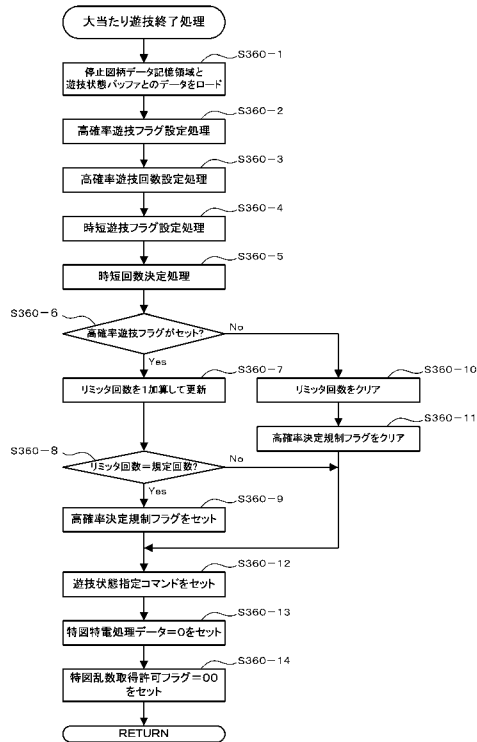 大当たり遊技終了処理
S360-1
停止図柄データ記憶領域と
遊技状態バッファとのデータをロード
S360-2
高確率遊技フラグ設定処理
S360-3
高確率遊技回数設定処理
S360-4
時短遊技フラグ設定処理
S360-5
時短回数決定処理
S360-6
高確率遊技フラグがセット?
No
Yes
S360-7
リミッタ回数を1加算して更新
S360-10
リミッタ回数をクリア
S360-11
高確率決定規制フラグをクリア
S360-8
リミッタ回数=規定回数?
No
Yes
S360-9
高確率決定規制フラグをセット
S360-12
遊技状態指定コマンドをセット
S360-13
特図特電処理データ=0をセット
S360-14
特図乱数取得許可フラグ=00
をセット
RETURN